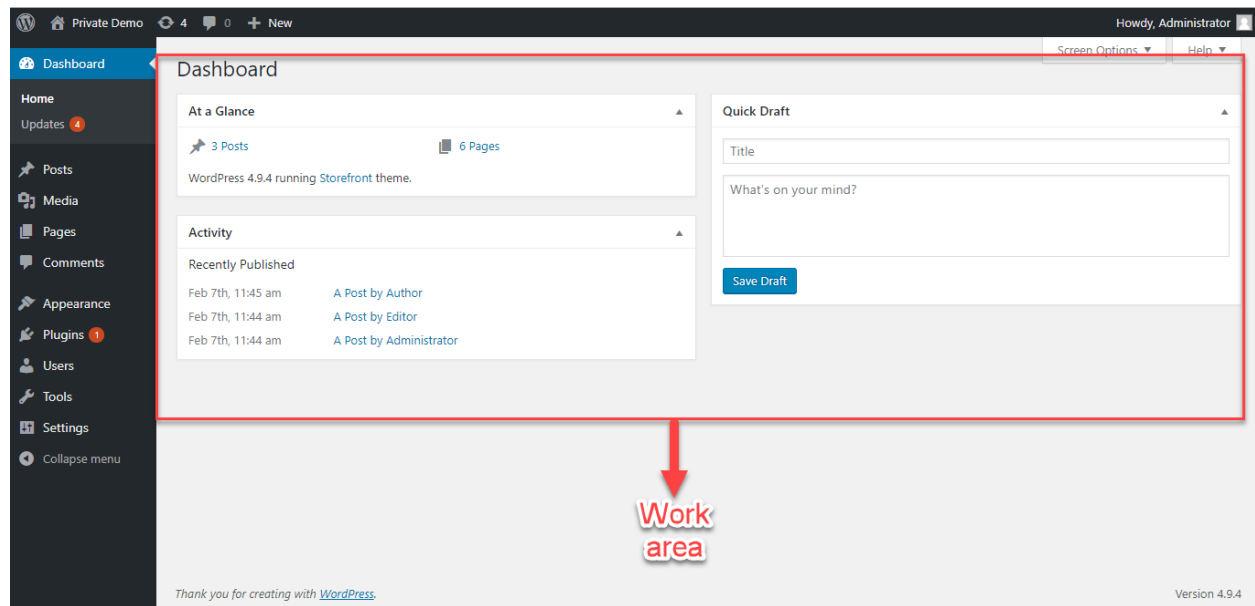 Private Demo 4 0 + New Howdy, Administrator
Screen Options ▼ Help ▼
Dashboard
Home
Updates 4
Posts
Media
Pages
Comments
Appearance
Plugins 1
Users
Tools
Settings
Collapse menu
Dashboard
At a Glance
3 Posts 6 Pages
WordPress 4.9.4 running Storefront theme.
Activity
Recently Published
Feb 7th, 11:45 am A Post by Author
Feb 7th, 11:44 am A Post by Editor
Feb 7th, 11:44 am A Post by Administrator
Quick Draft
Title
What's on your mind?
Save Draft
Work
area
Thank you for creating with WordPress. Version 4.9.4